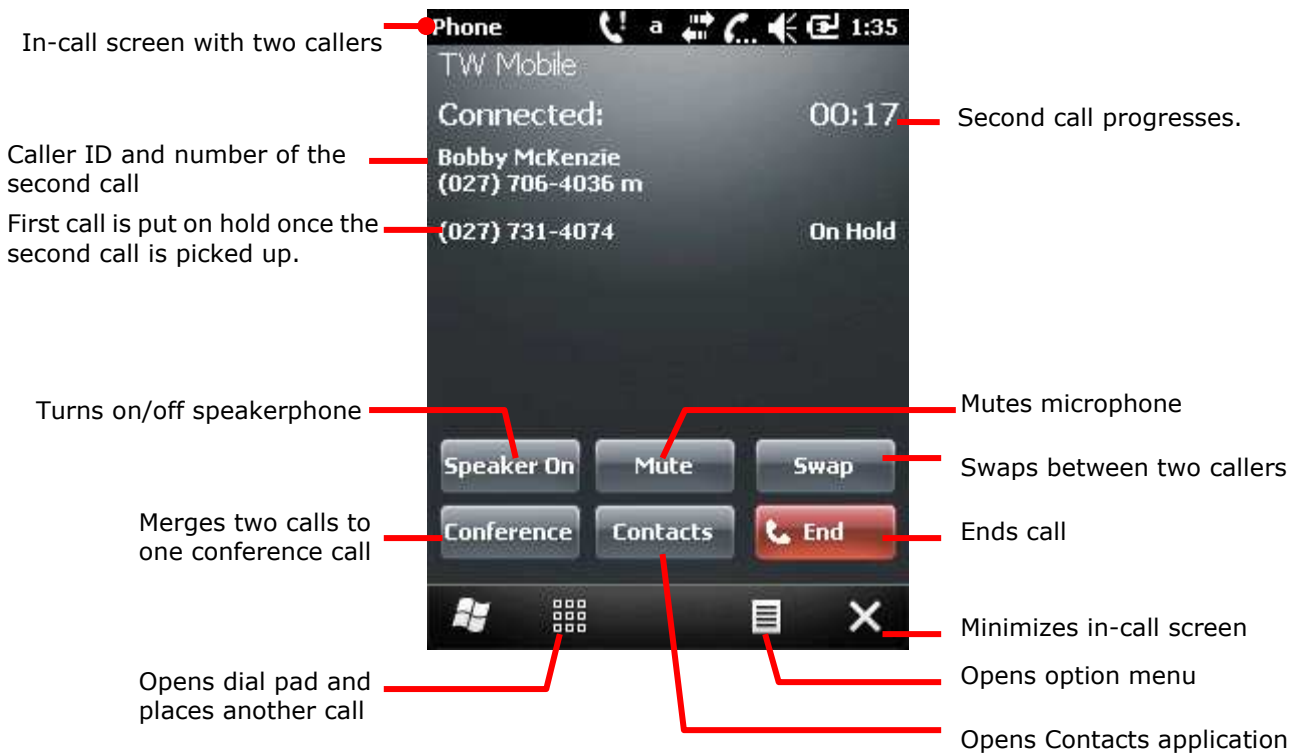 Phone a 1:35
In-call screen with two callers
TW Mobile
Connected: 00:17
Second call progresses.
Caller ID and number of the
second call
Bobby McKenzie
(027) 706-4036 m
First call is put on hold once the
second call is picked up.
(027) 731-4074 On Hold
Turns on/off speakerphone
Mutes microphone
Speaker On Mute Swap
Swaps between two callers
Merges two calls to
one conference call
Conference Contacts End
Ends call
Minimizes in-call screen
Opens dial pad and
places another call
Opens option menu
Opens Contacts application